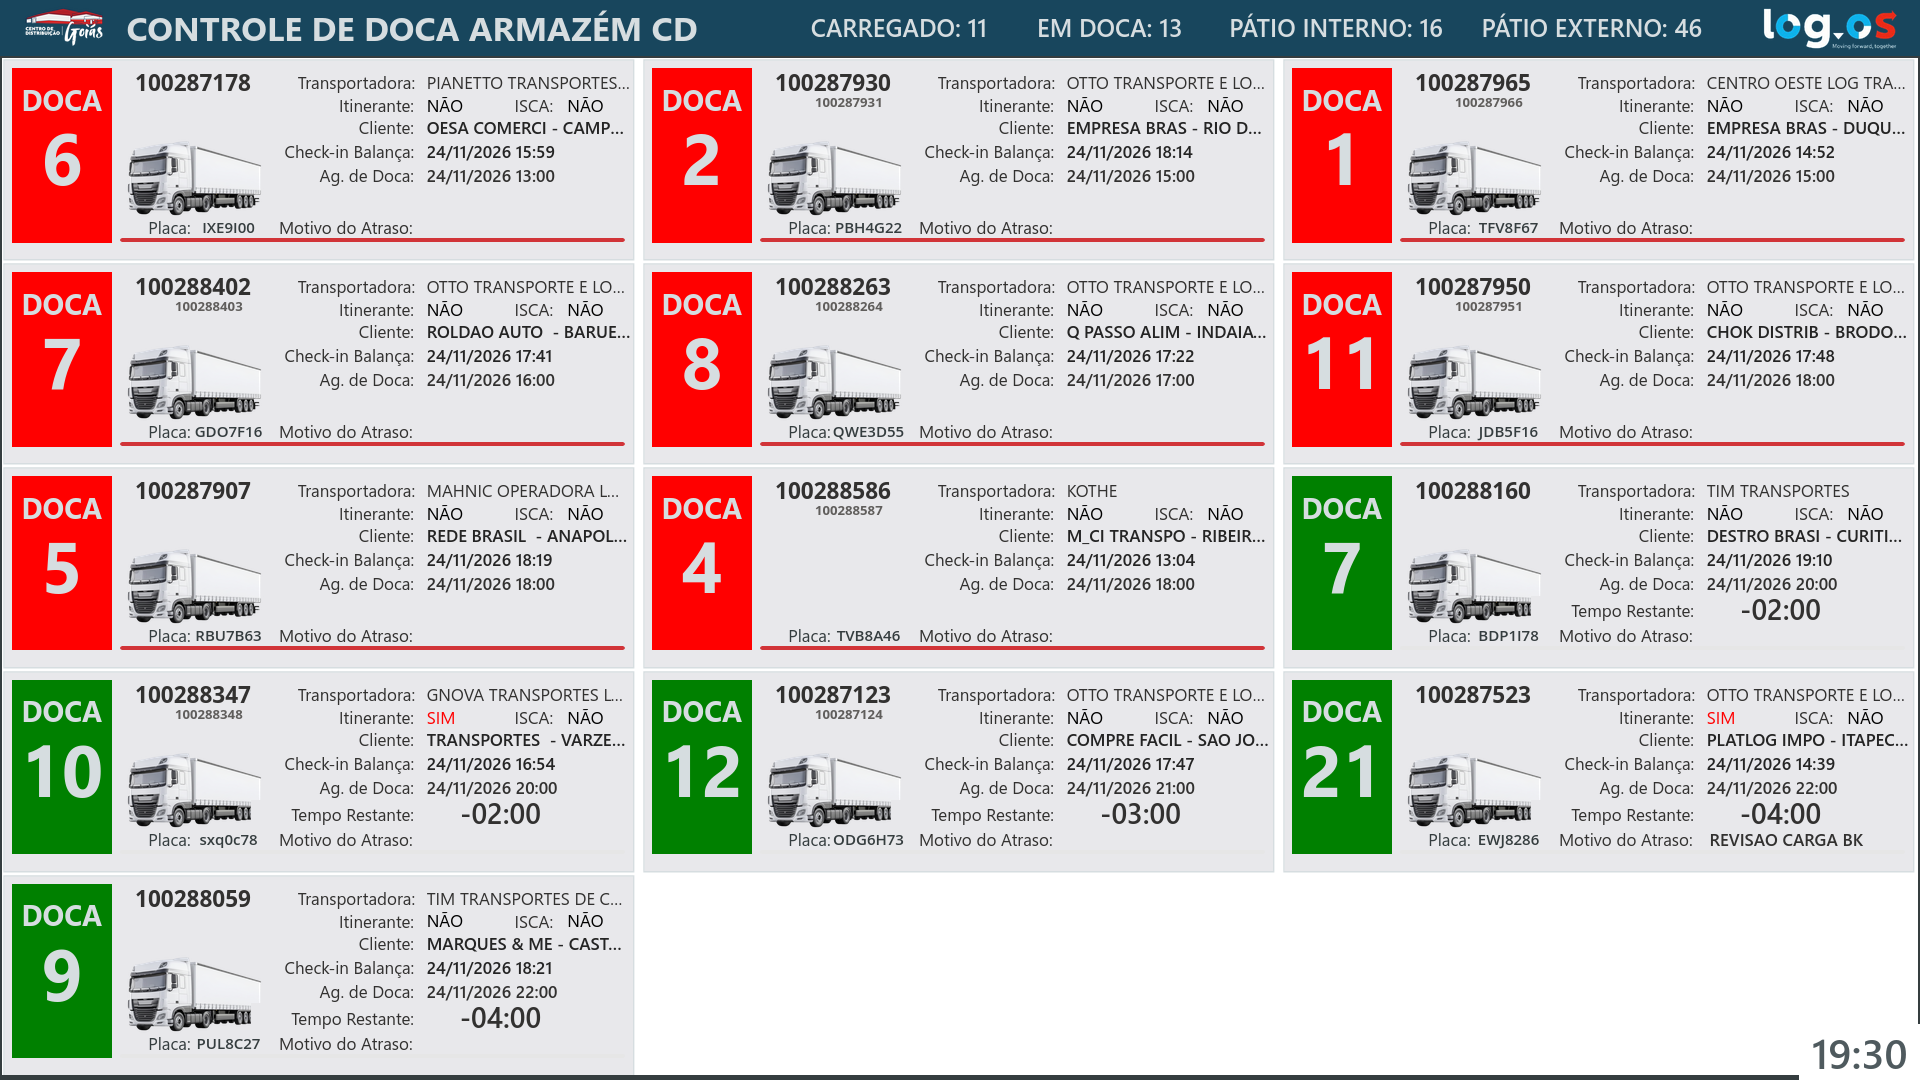 CENTRO DE DISTRIBUIÇÃO Goiás
CONTROLE DE DOCA ARMAZÉM CD
CARREGADO: 11
EM DOCA: 13
PÁTIO INTERNO: 16
PÁTIO EXTERNO: 46
log.os
Moving forward, together
DOCA
6
100287178
Transportadora: PIANETTO TRANSPORTES...
Itinerante: NÃO ISCA: NÃO
Cliente: OESA COMERCI - CAMP...
Check-in Balança: 24/11/2026 15:59
Ag. de Doca: 24/11/2026 13:00
Placa: IXE9I00 Motivo do Atraso:
DOCA
2
100287930
100287931
Transportadora: OTTO TRANSPORTE E LO...
Itinerante: NÃO ISCA: NÃO
Cliente: EMPRESA BRAS - RIO D...
Check-in Balança: 24/11/2026 18:14
Ag. de Doca: 24/11/2026 15:00
Placa: PBH4G22 Motivo do Atraso:
DOCA
1
100287965
100287966
Transportadora: CENTRO OESTE LOG TRA...
Itinerante: NÃO ISCA: NÃO
Cliente: EMPRESA BRAS - DUQU...
Check-in Balança: 24/11/2026 14:52
Ag. de Doca: 24/11/2026 15:00
Placa: TFV8F67 Motivo do Atraso:
DOCA
7
100288402
100288403
Transportadora: OTTO TRANSPORTE E LO...
Itinerante: NÃO ISCA: NÃO
Cliente: ROLDAO AUTO - BARUE...
Check-in Balança: 24/11/2026 17:41
Ag. de Doca: 24/11/2026 16:00
Placa: GDO7F16 Motivo do Atraso:
DOCA
8
100288263
100288264
Transportadora: OTTO TRANSPORTE E LO...
Itinerante: NÃO ISCA: NÃO
Cliente: Q PASSO ALIM - INDAIA...
Check-in Balança: 24/11/2026 17:22
Ag. de Doca: 24/11/2026 17:00
Placa: QWE3D55 Motivo do Atraso:
DOCA
11
100287950
100287951
Transportadora: OTTO TRANSPORTE E LO...
Itinerante: NÃO ISCA: NÃO
Cliente: CHOK DISTRIB - BRODO...
Check-in Balança: 24/11/2026 17:48
Ag. de Doca: 24/11/2026 18:00
Placa: JDB5F16 Motivo do Atraso:
DOCA
5
100287907
Transportadora: MAHNIC OPERADORA L...
Itinerante: NÃO ISCA: NÃO
Cliente: REDE BRASIL - ANAPOL...
Check-in Balança: 24/11/2026 18:19
Ag. de Doca: 24/11/2026 18:00
Placa: RBU7B63 Motivo do Atraso:
DOCA
4
100288586
100288587
Transportadora: KOTHE
Itinerante: NÃO ISCA: NÃO
Cliente: M_CI TRANSPO - RIBEIR...
Check-in Balança: 24/11/2026 13:04
Ag. de Doca: 24/11/2026 18:00
Placa: TVB8A46 Motivo do Atraso:
DOCA
7
100288160
Transportadora: TIM TRANSPORTES
Itinerante: NÃO ISCA: NÃO
Cliente: DESTRO BRASI - CURITI...
Check-in Balança: 24/11/2026 19:10
Ag. de Doca: 24/11/2026 20:00
Tempo Restante: -02:00
Placa: BDP1I78 Motivo do Atraso:
DOCA
10
100288347
100288348
Transportadora: GNOVA TRANSPORTES L...
Itinerante: SIM ISCA: NÃO
Cliente: TRANSPORTES - VARZE...
Check-in Balança: 24/11/2026 16:54
Ag. de Doca: 24/11/2026 20:00
Tempo Restante: -02:00
Placa: sxq0c78 Motivo do Atraso:
DOCA
12
100287123
100287124
Transportadora: OTTO TRANSPORTE E LO...
Itinerante: NÃO ISCA: NÃO
Cliente: COMPRE FACIL - SAO JO...
Check-in Balança: 24/11/2026 17:47
Ag. de Doca: 24/11/2026 21:00
Tempo Restante: -03:00
Placa: ODG6H73 Motivo do Atraso:
DOCA
21
100287523
Transportadora: OTTO TRANSPORTE E LO...
Itinerante: SIM ISCA: NÃO
Cliente: PLATLOG IMPO - ITAPEC...
Check-in Balança: 24/11/2026 14:39
Ag. de Doca: 24/11/2026 22:00
Tempo Restante: -04:00
Placa: EWJ8286 Motivo do Atraso: REVISAO CARGA BK
DOCA
9
100288059
Transportadora: TIM TRANSPORTES DE C...
Itinerante: NÃO ISCA: NÃO
Cliente: MARQUES & ME - CAST...
Check-in Balança: 24/11/2026 18:21
Ag. de Doca: 24/11/2026 22:00
Tempo Restante: -04:00
Placa: PUL8C27 Motivo do Atraso:
19:30